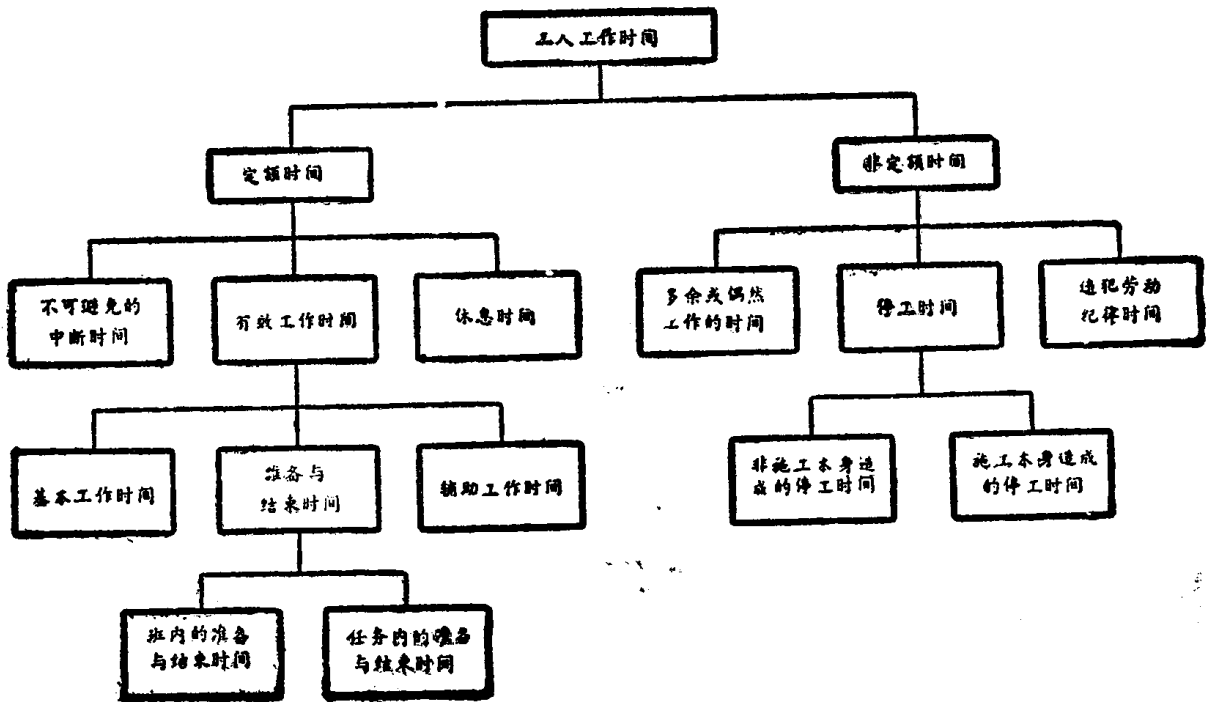 工人工作时间
定额时间
非定额时间
不可避免的
中断时间
有效工作时间
休息时间
多余或偶然
工作的时间
停工时间
违犯劳动
纪律时间
基本工作时间
准备与
结束时间
辅助工作时间
非施工本身造
成的停工时间
施工本身造成
的停工时间
班内的准备
与结束时间
任务内的准备
与结束时间